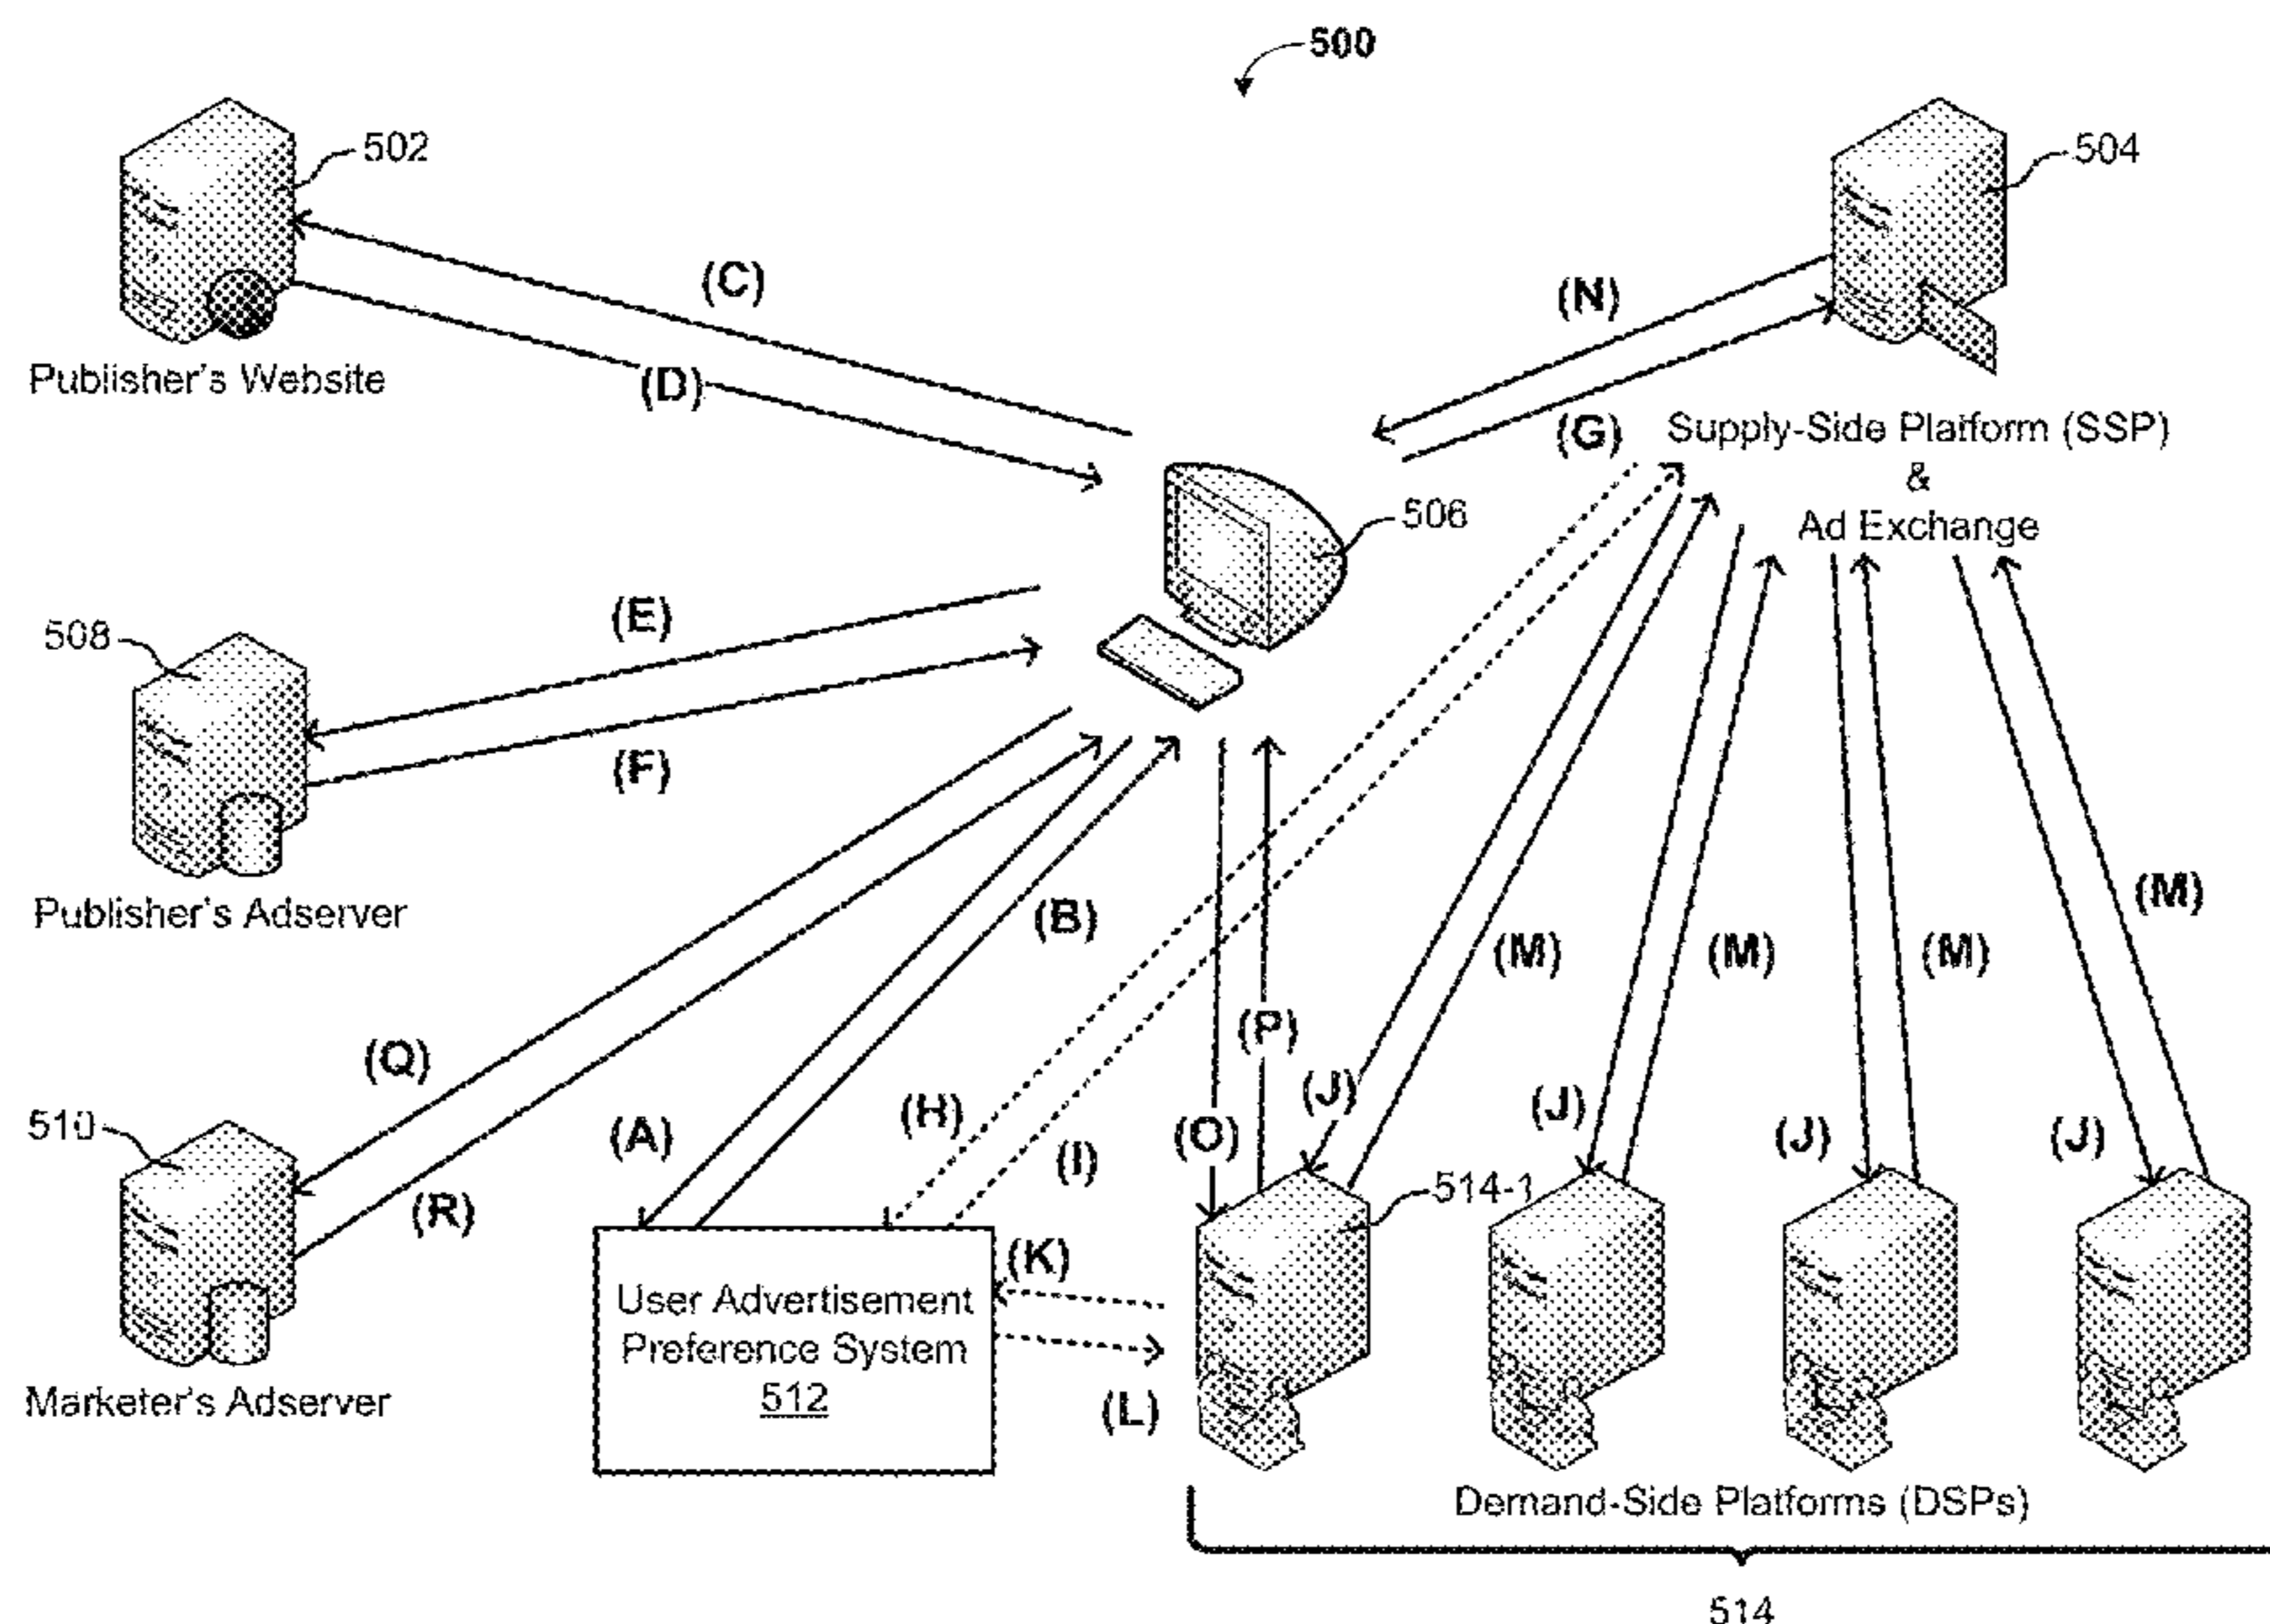 500
502
504
Publisher's Website
(C)
(D)
(N)
(G)
Supply-Side Platform (SSP)
&
Ad Exchange
506
508
(E)
(F)
Publisher's Adserver
(B)
(M)
(M)
(M)
(M)
(Q)
(R)
(A)
(H)
(I)
(O)
(P)
(J)
(J)
(J)
(J)
510
Marketer's Adserver
514-1
User Advertisement
Preference System
512
(K)
(L)
Demand-Side Platforms (DSPs)
514